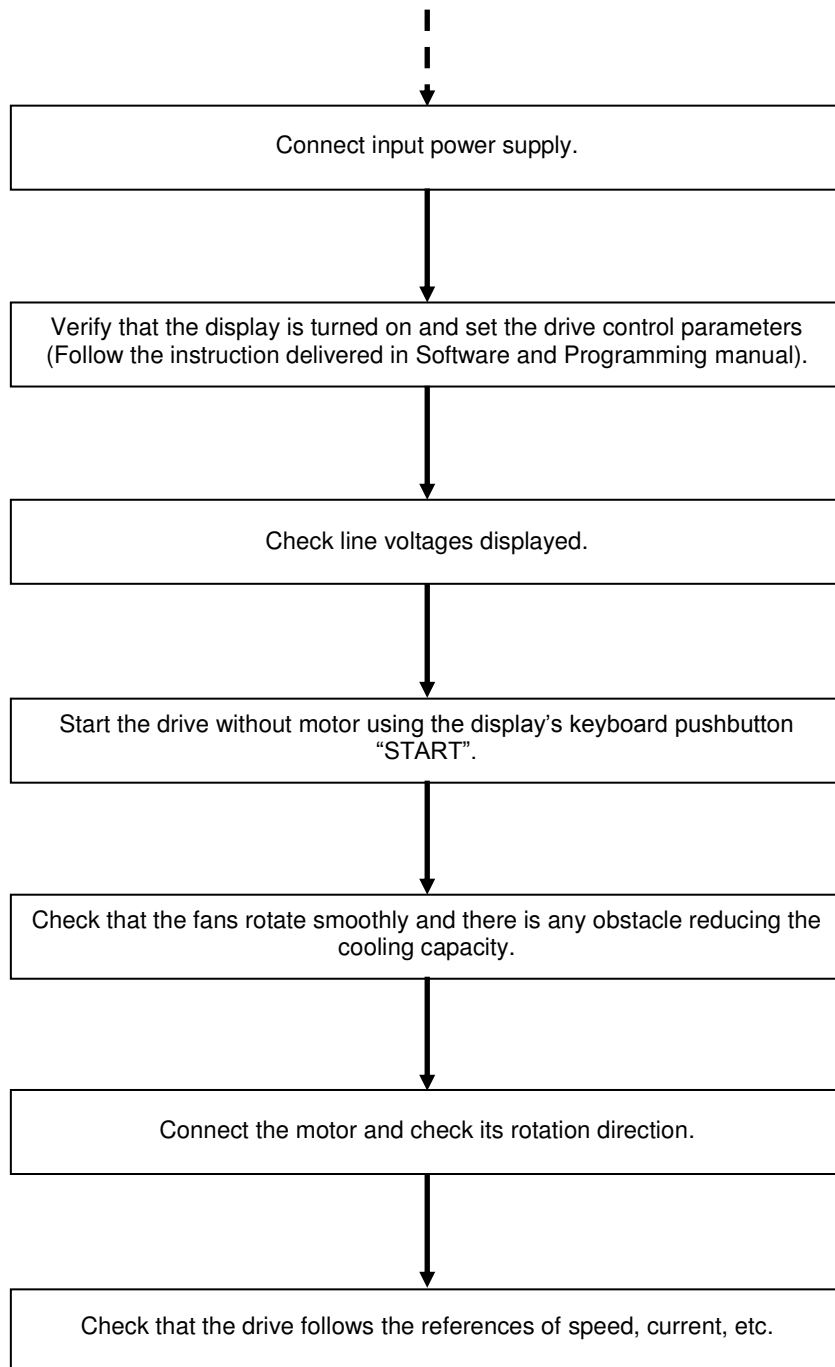 Connect input power supply.
Verify that the display is turned on and set the drive control parameters
(Follow the instruction delivered in Software and Programming manual).
Check line voltages displayed.
Start the drive without motor using the display’s keyboard pushbutton
“START”.
Check that the fans rotate smoothly and there is any obstacle reducing the
cooling capacity.
Connect the motor and check its rotation direction.
Check that the drive follows the references of speed, current, etc.